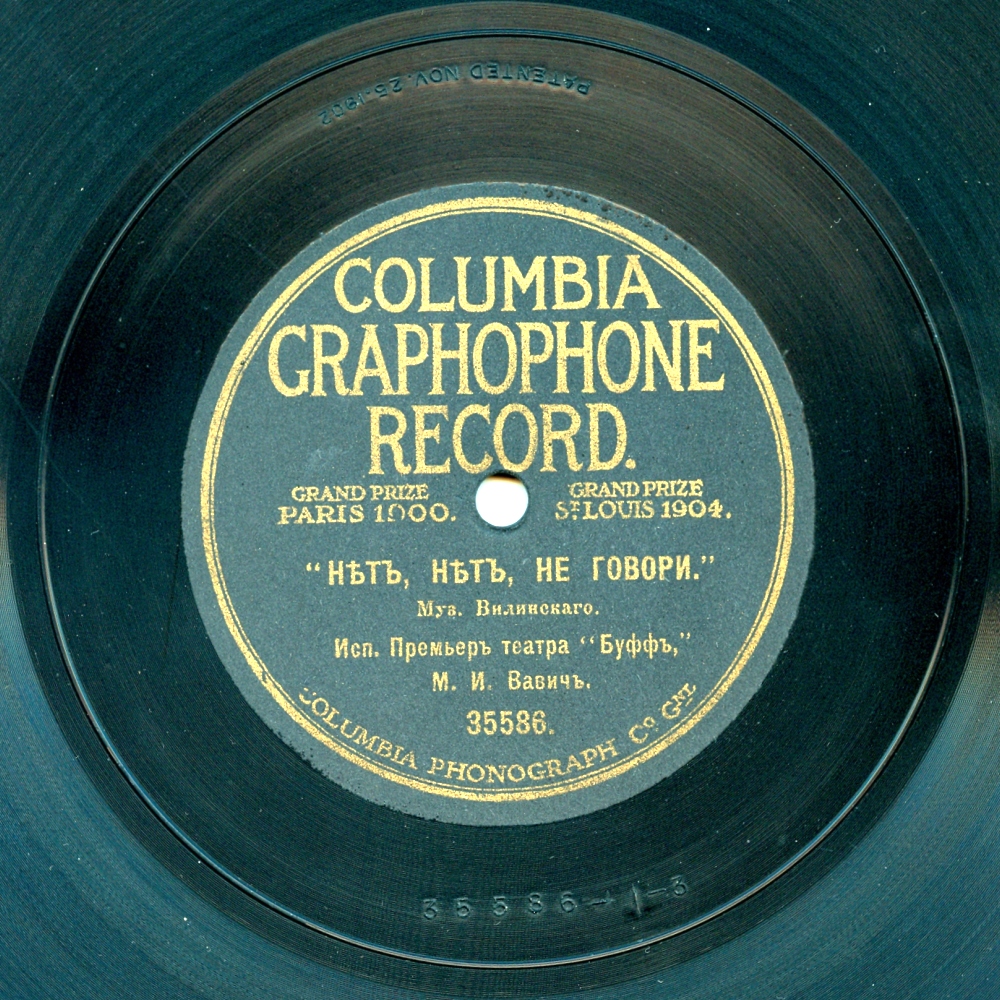 PATENTED NOV. 25.1902
COLUMBIA
GRAPHOPHONE
RECORD.
GRAND PRIZE
PARIS 1900.
GRAND PRIZE
ST LOUIS 1904.
“НѢТЪ, НѢТЪ, НЕ ГОВОРИ.”
Муз. Вилинскаго.
Исп. Премьеръ театра “Буффъ,”
М. И. Вавичъ.
35586.
COLUMBIA PHONOGRAPH Co GNL
35586-1-3